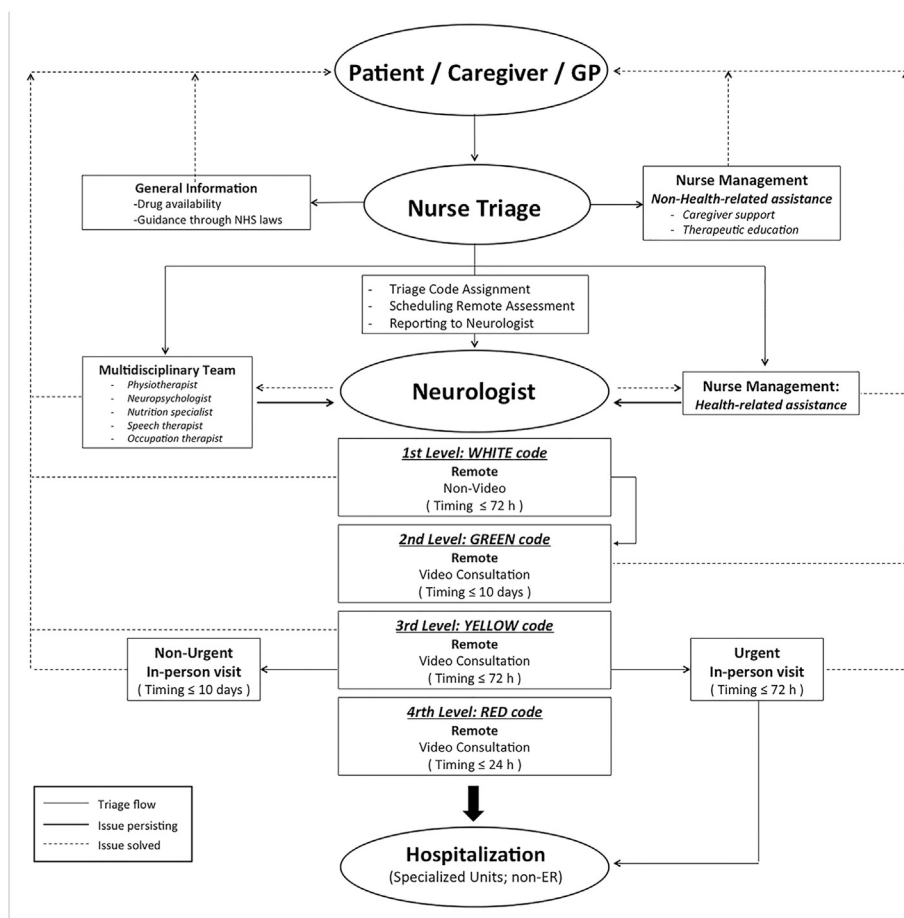 Patient / Caregiver / GP
General Information
-Drug availability
-Guidance through NHS laws
Nurse Triage
Nurse Management
Non-Health-related assistance
- Caregiver support
- Therapeutic education
- Triage Code Assignment
- Scheduling Remote Assessment
- Reporting to Neurologist
Multidisciplinary Team
- Physiotherapist
- Neuropsychologist
- Nutrition specialist
- Speech therapist
- Occupation therapist
Neurologist
Nurse Management:
Health-related assistance
1st Level: WHITE code
Remote
Non-Video
( Timing ≤ 72 h )
2nd Level: GREEN code
Remote
Video Consultation
( Timing ≤ 10 days )
3rd Level: YELLOW code
Remote
Video Consultation
( Timing ≤ 72 h )
Non-Urgent
In-person visit
( Timing ≤ 10 days )
Urgent
In-person visit
( Timing ≤ 72 h )
4rth Level: RED code
Remote
Video Consultation
( Timing ≤ 24 h )
Triage flow
Issue persisting
Issue solved
Hospitalization
(Specialized Units; non-ER)